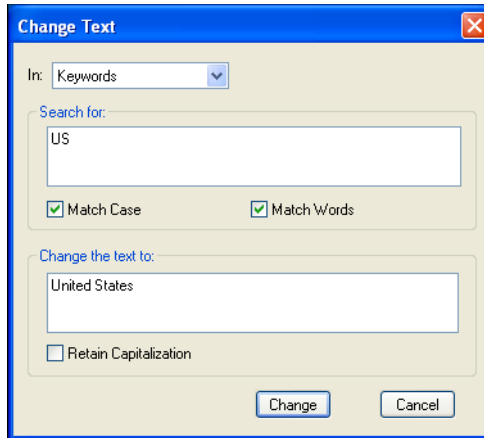 Change Text
In: Keywords
Search for:
US
Match Case Match Words
Change the text to:
United States
Retain Capitalization
Change Cancel